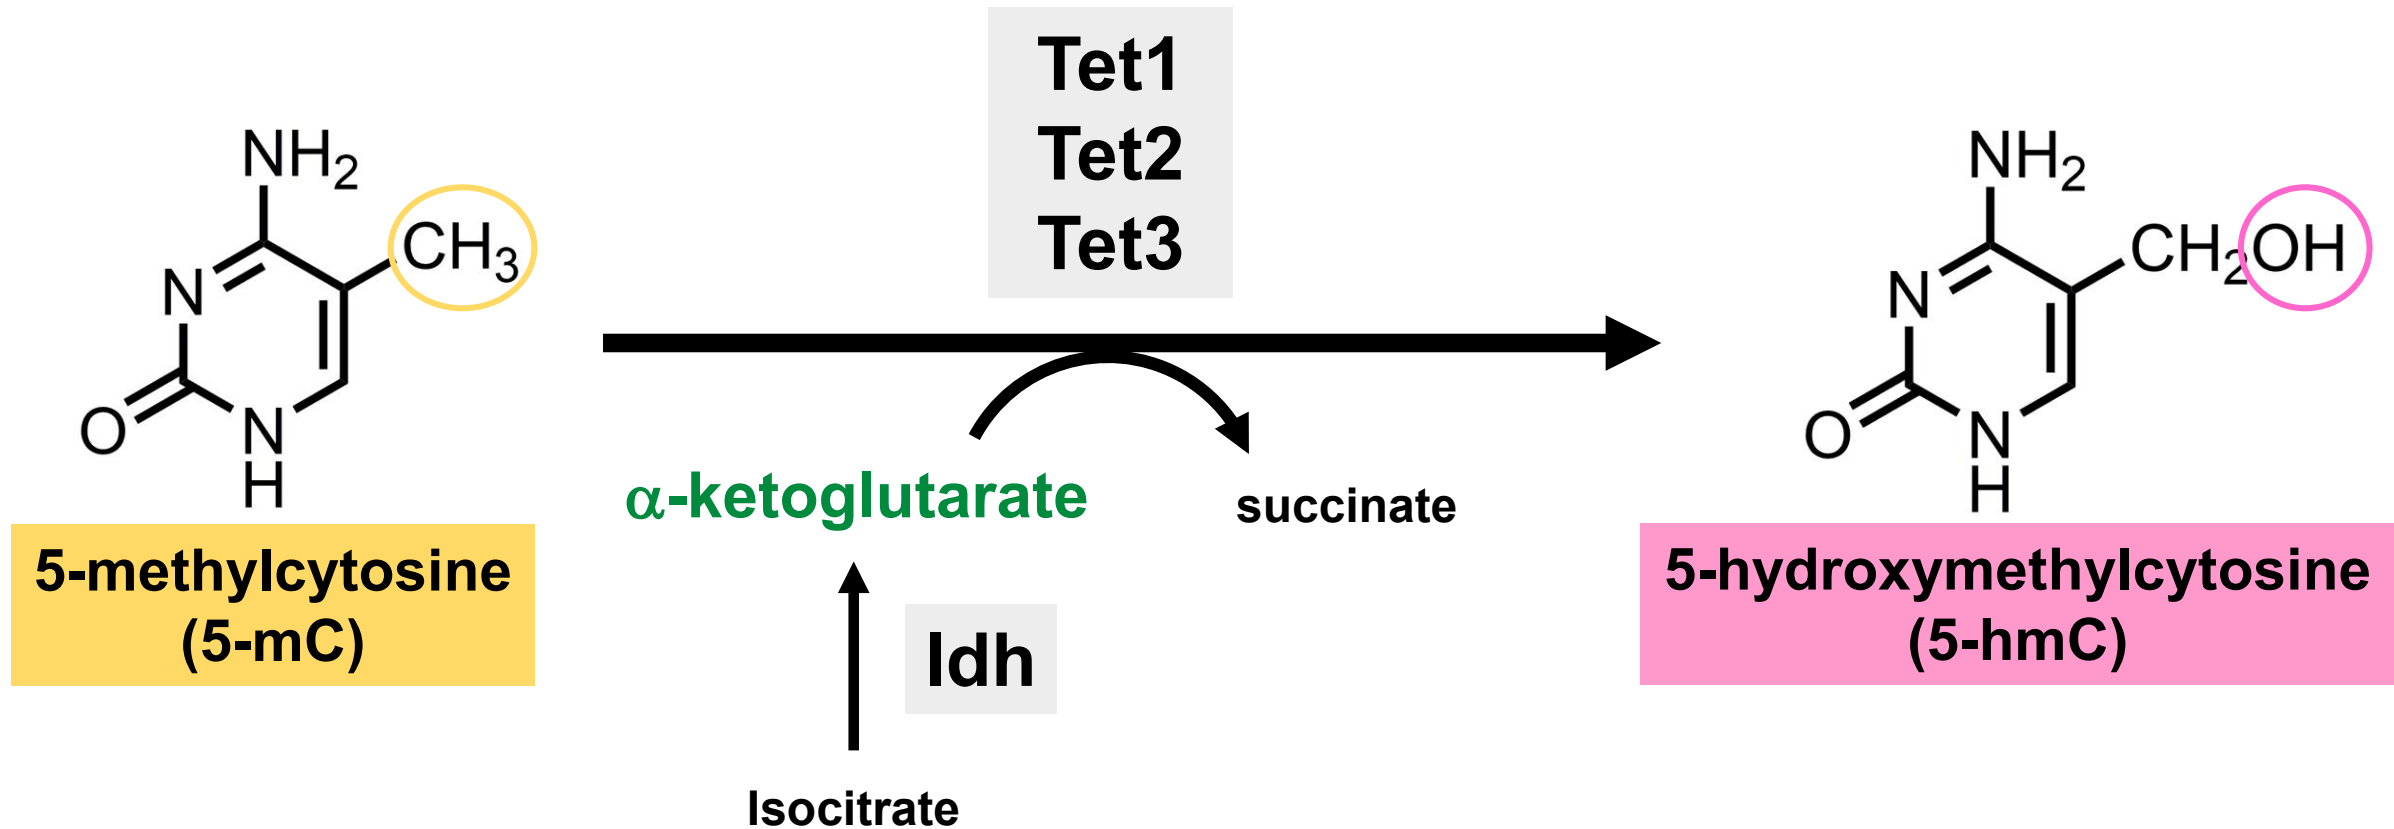 Tet1
Tet2
Tet3
NH2
CH3
N
O
N
H
5-methylcytosine
(5-mC)
α-ketoglutarate
succinate
Idh
Isocitrate
NH2
CH2OH
N
O
N
H
5-hydroxymethylcytosine
(5-hmC)